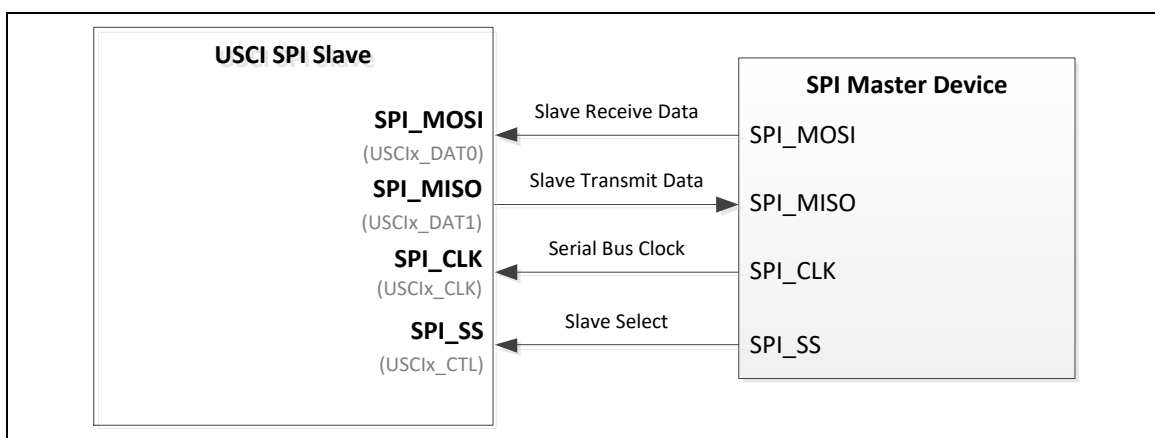 USCI SPI Slave
SPI Master Device
SPI_MOSI
(USCIx_DAT0)
Slave Receive Data
SPI_MOSI
SPI_MISO
(USCIx_DAT1)
Slave Transmit Data
SPI_MISO
SPI_CLK
(USCIx_CLK)
Serial Bus Clock
SPI_CLK
SPI_SS
(USCIx_CTL)
Slave Select
SPI_SS